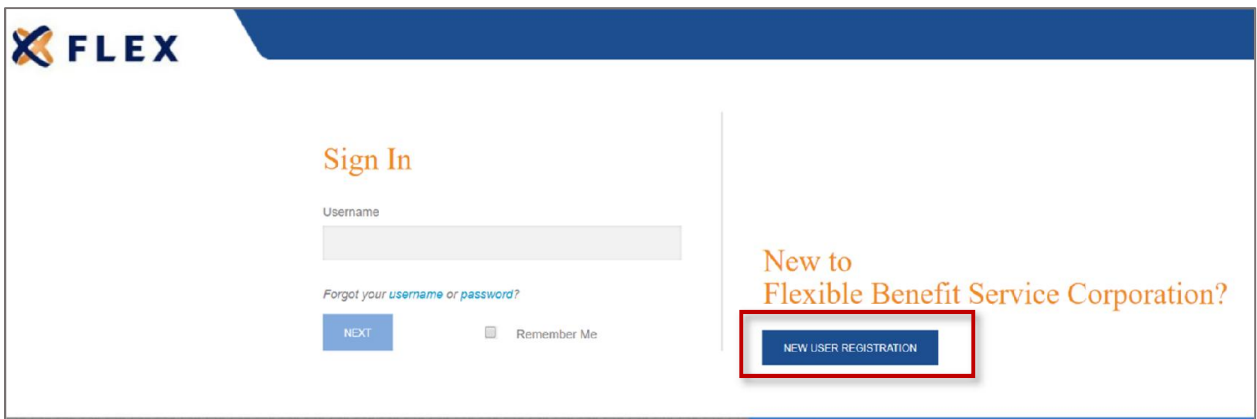 FLEX
Sign In
Username
Forgot your username or password?
NEXT
Remember Me
New to
Flexible Benefit Service Corporation?
NEW USER REGISTRATION